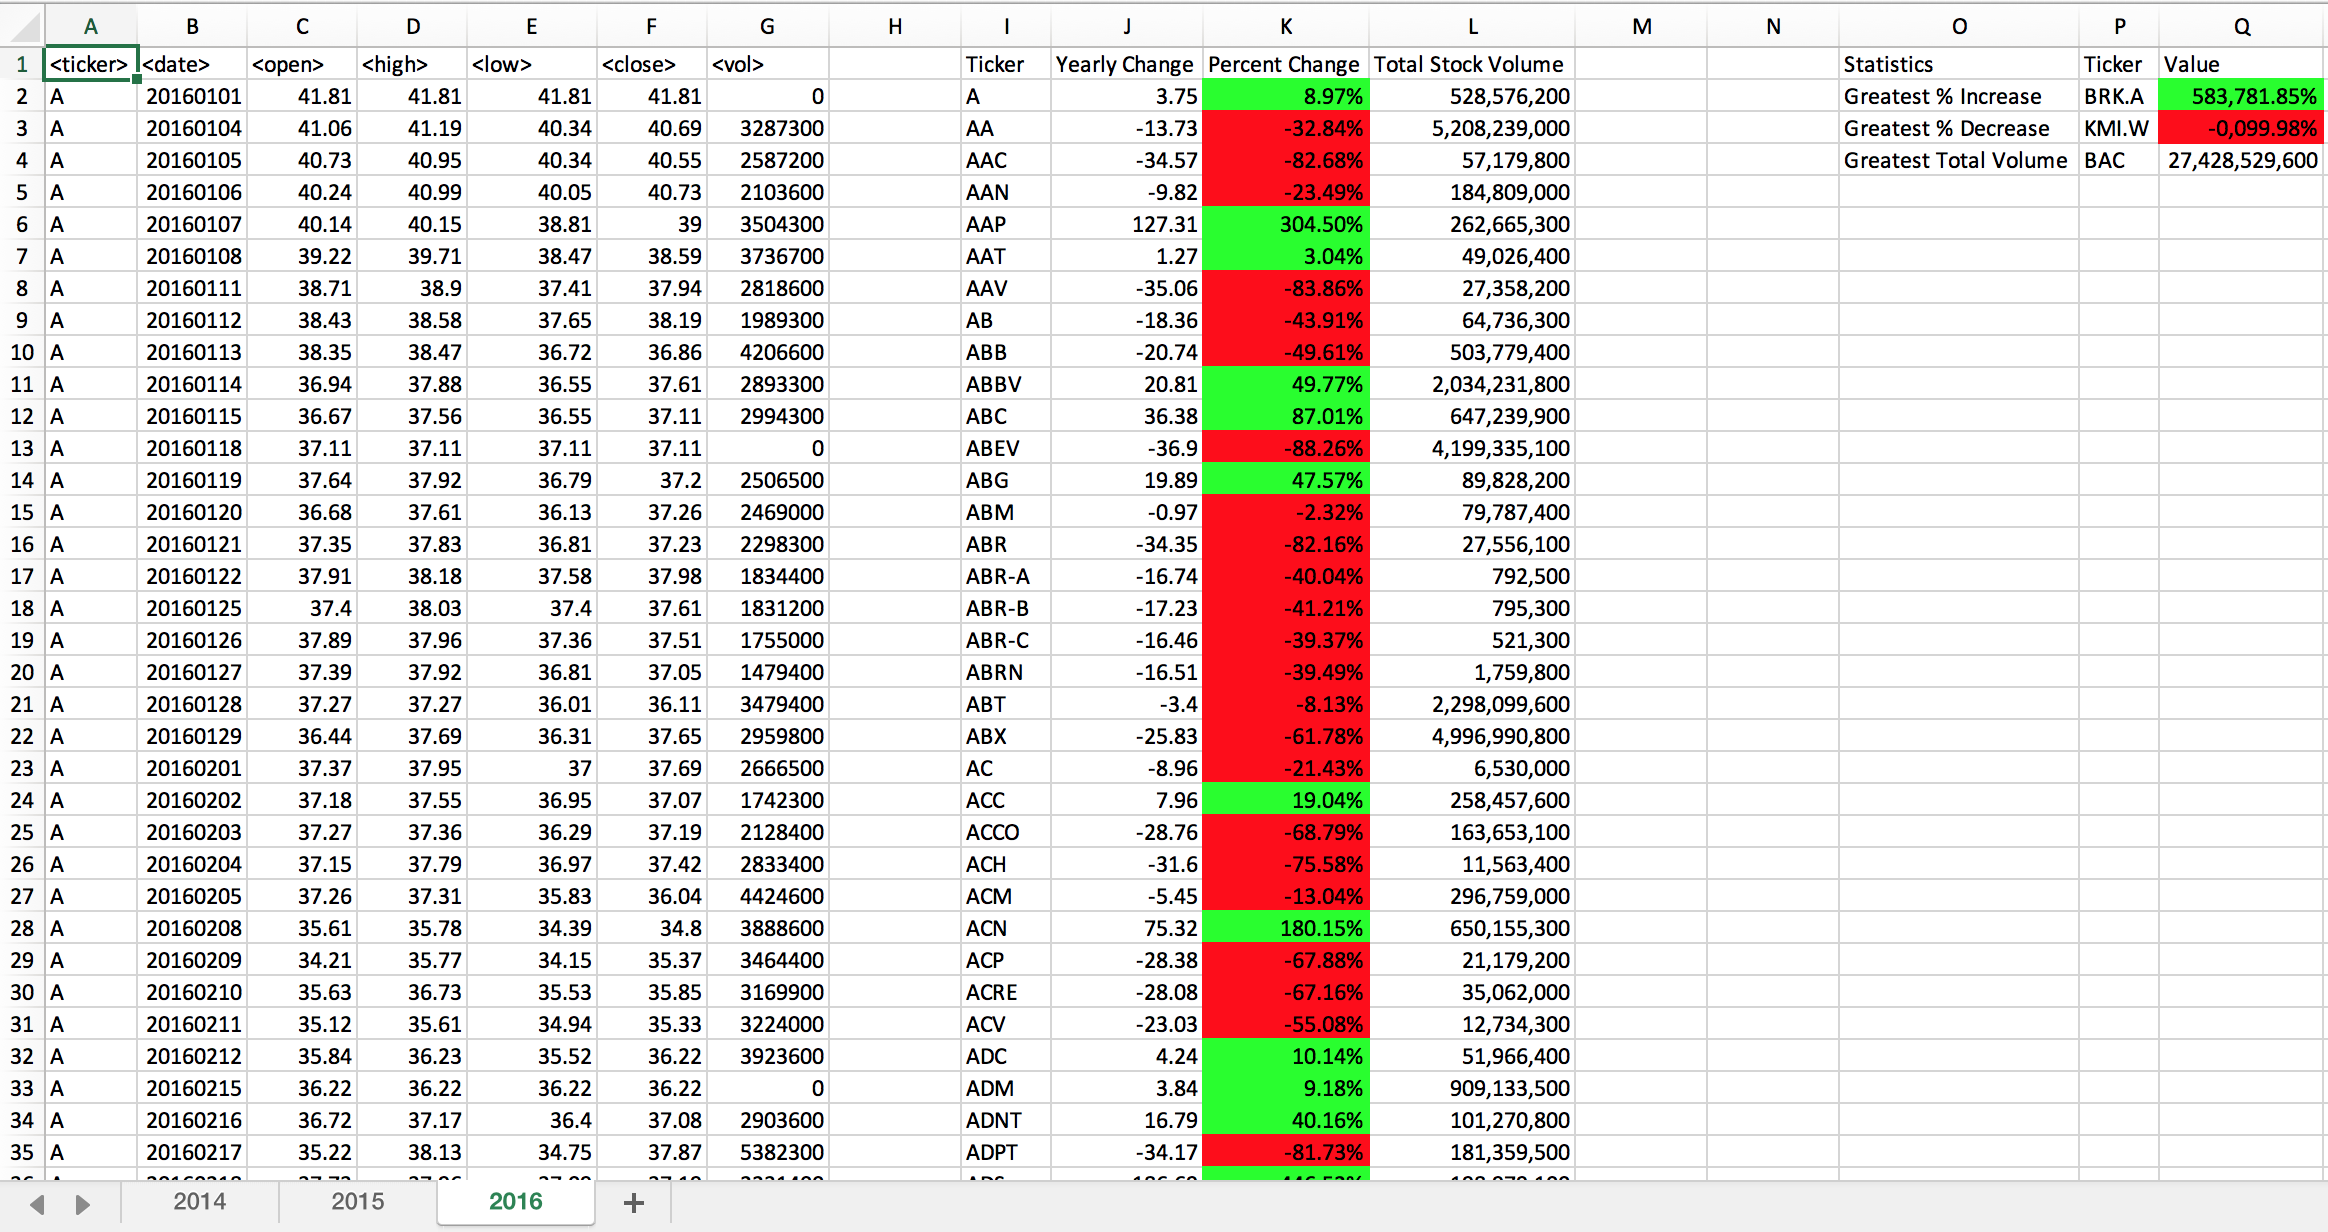 A B C D E F G H I J K L M N O P Q
1 <ticker> <date> <open> <high> <low> <close> <vol> Ticker Yearly Change Percent Change Total Stock Volume Statistics Ticker Value
2 A 20160101 41.81 41.81 41.81 41.81 0 A 3.75 8.97% 528,576,200 Greatest % Increase BRK.A 583,781.85%
3 A 20160104 41.06 41.19 40.34 40.69 3287300 AA -13.73 -32.84% 5,208,239,000 Greatest % Decrease KMI.W -0,099.98%
4 A 20160105 40.73 40.95 40.34 40.55 2587200 AAC -34.57 -82.68% 57,179,800 Greatest Total Volume BAC 27,428,529,600
5 A 20160106 40.24 40.99 40.05 40.73 2103600 AAN -9.82 -23.49% 184,809,000
6 A 20160107 40.14 40.15 38.81 39 3504300 AAP 127.31 304.50% 262,665,300
7 A 20160108 39.22 39.71 38.47 38.59 3736700 AAT 1.27 3.04% 49,026,400
8 A 20160111 38.71 38.9 37.41 37.94 2818600 AAV -35.06 -83.86% 27,358,200
9 A 20160112 38.43 38.58 37.65 38.19 1989300 AB -18.36 -43.91% 64,736,300
10 A 20160113 38.35 38.47 36.72 36.86 4206600 ABB -20.74 -49.61% 503,779,400
11 A 20160114 36.94 37.88 36.55 37.61 2893300 ABBV 20.81 49.77% 2,034,231,800
12 A 20160115 36.67 37.56 36.55 37.11 2994300 ABC 36.38 87.01% 647,239,900
13 A 20160118 37.11 37.11 37.11 37.11 0 ABEV -36.9 -88.26% 4,199,335,100
14 A 20160119 37.64 37.92 36.79 37.2 2506500 ABG 19.89 47.57% 89,828,200
15 A 20160120 36.68 37.61 36.13 37.26 2469000 ABM -0.97 -2.32% 79,787,400
16 A 20160121 37.35 37.83 36.81 37.23 2298300 ABR -34.35 -82.16% 27,556,100
17 A 20160122 37.91 38.18 37.58 37.98 1834400 ABR-A -16.74 -40.04% 792,500
18 A 20160125 37.4 38.03 37.4 37.61 1831200 ABR-B -17.23 -41.21% 795,300
19 A 20160126 37.89 37.96 37.36 37.51 1755000 ABR-C -16.46 -39.37% 521,300
20 A 20160127 37.39 37.92 36.81 37.05 1479400 ABRN -16.51 -39.49% 1,759,800
21 A 20160128 37.27 37.27 36.01 36.11 3479400 ABT -3.4 -8.13% 2,298,099,600
22 A 20160129 36.44 37.69 36.31 37.65 2959800 ABX -25.83 -61.78% 4,996,990,800
23 A 20160201 37.37 37.95 37 37.69 2666500 AC -8.96 -21.43% 6,530,000
24 A 20160202 37.18 37.55 36.95 37.07 1742300 ACC 7.96 19.04% 258,457,600
25 A 20160203 37.27 37.36 36.29 37.19 2128400 ACCO -28.76 -68.79% 163,653,100
26 A 20160204 37.15 37.79 36.97 37.42 2833400 ACH -31.6 -75.58% 11,563,400
27 A 20160205 37.26 37.31 35.83 36.04 4424600 ACM -5.45 -13.04% 296,759,000
28 A 20160208 35.61 35.78 34.39 34.8 3888600 ACN 75.32 180.15% 650,155,300
29 A 20160209 34.21 35.77 34.15 35.37 3464400 ACP -28.38 -67.88% 21,179,200
30 A 20160210 35.63 36.73 35.53 35.85 3169900 ACRE -28.08 -67.16% 35,062,000
31 A 20160211 35.12 35.61 34.94 35.33 3224000 ACV -23.03 -55.08% 12,734,300
32 A 20160212 35.84 36.23 35.52 36.22 3923600 ADC 4.24 10.14% 51,966,400
33 A 20160215 36.22 36.22 36.22 36.22 0 ADM 3.84 9.18% 909,133,500
34 A 20160216 36.72 37.17 36.4 37.08 2903600 ADNT 16.79 40.16% 101,270,800
35 A 20160217 35.22 38.13 34.75 37.87 5382300 ADPT -34.17 -81.73% 181,359,500
2014 2015 2016 +